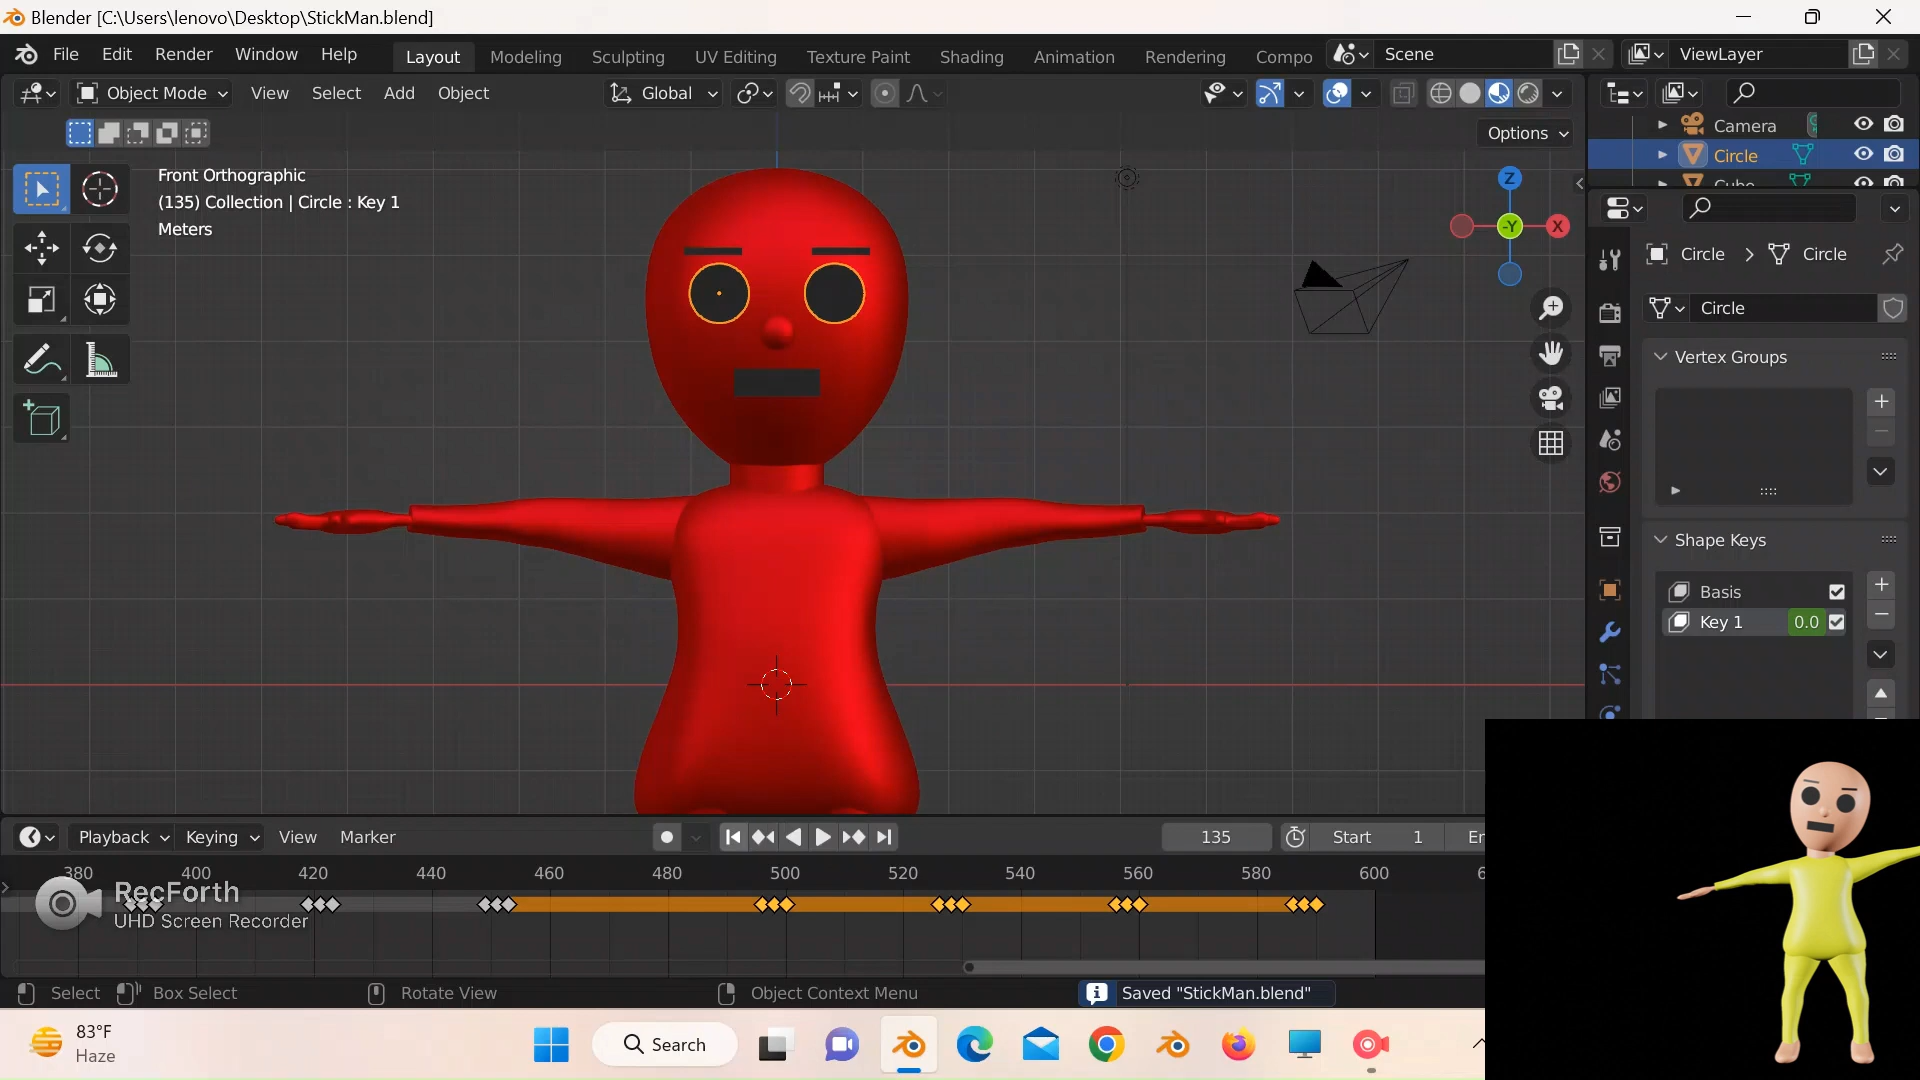 Blender [C:\Users\lenovo\Desktop\StickMan.blend]
File Edit Render Window Help Layout Modeling Sculpting UV Editing Texture Paint Shading Animation Rendering Compo Scene ViewLayer
Object Mode View Select Add Object Global
Options
Front Orthographic
(135) Collection | Circle : Key 1
Meters
Z
-Y
X
Camera
Circle
Cube
Circle > Circle
Circle
Vertex Groups
Shape Keys
Basis
Key 1 0.0
Playback Keying View Marker 135 Start 1 En
380 400 420 440 460 480 500 520 540 560 580 600
RecForth
UHD Screen Recorder
Select Box Select Rotate View Object Context Menu Saved "StickMan.blend"
83°F
Haze
Search